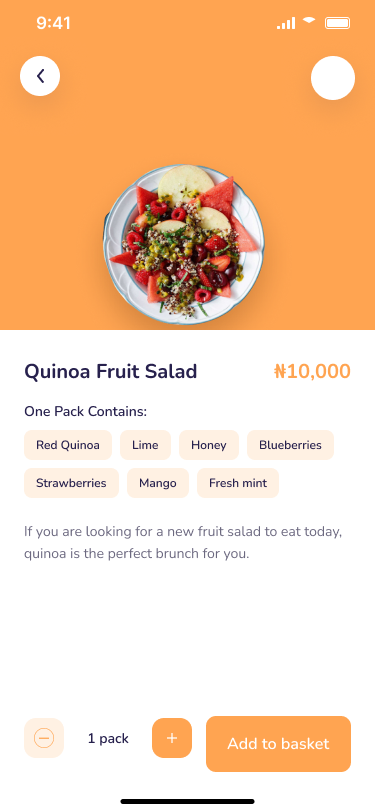 9:41
Quinoa Fruit Salad ₦10,000
One Pack Contains:
Red Quinoa Lime Honey Blueberries
Strawberries Mango Fresh mint
If you are looking for a new fruit salad to eat today,
quinoa is the perfect brunch for you.
1 pack + Add to basket